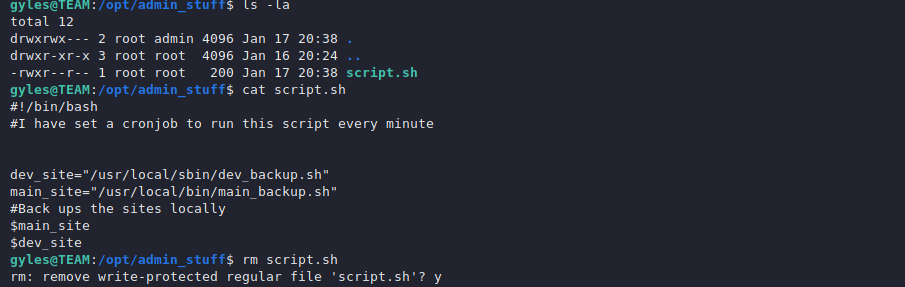 gyles@TEAM:/opt/admin_stuff$ ls -la
total 12
drwxrwx--- 2 root admin 4096 Jan 17 20:38 .
drwxr-xr-x 3 root root  4096 Jan 16 20:24 ..
-rwxr--r-- 1 root root   200 Jan 17 20:38 script.sh
gyles@TEAM:/opt/admin_stuff$ cat script.sh
#!/bin/bash
#I have set a cronjob to run this script every minute
dev_site="/usr/local/sbin/dev_backup.sh"
main_site="/usr/local/bin/main_backup.sh"
#Back ups the sites locally
$main_site
$dev_site
gyles@TEAM:/opt/admin_stuff$ rm script.sh
rm: remove write-protected regular file 'script.sh'? y